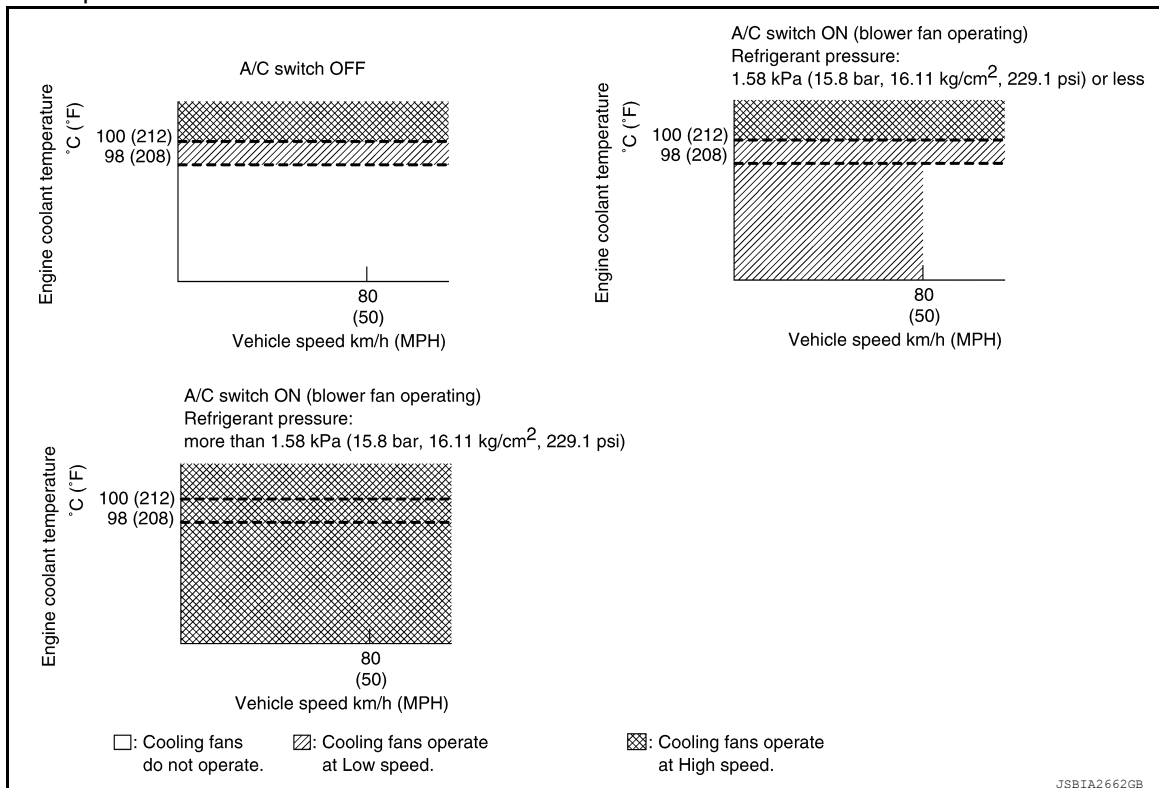 A/C switch OFF
Engine coolant temperature
°C (°F)
100 (212)
98 (208)
80
(50)
Vehicle speed km/h (MPH)
A/C switch ON (blower fan operating)
Refrigerant pressure:
1.58 kPa (15.8 bar, 16.11 kg/cm2, 229.1 psi) or less
Engine coolant temperature
°C (°F)
100 (212)
98 (208)
80
(50)
Vehicle speed km/h (MPH)
A/C switch ON (blower fan operating)
Refrigerant pressure:
more than 1.58 kPa (15.8 bar, 16.11 kg/cm2, 229.1 psi)
Engine coolant temperature
°C (°F)
100 (212)
98 (208)
80
(50)
Vehicle speed km/h (MPH)
: Cooling fans
do not operate.
: Cooling fans operate
at Low speed.
: Cooling fans operate
at High speed.
JSBIA2662GB